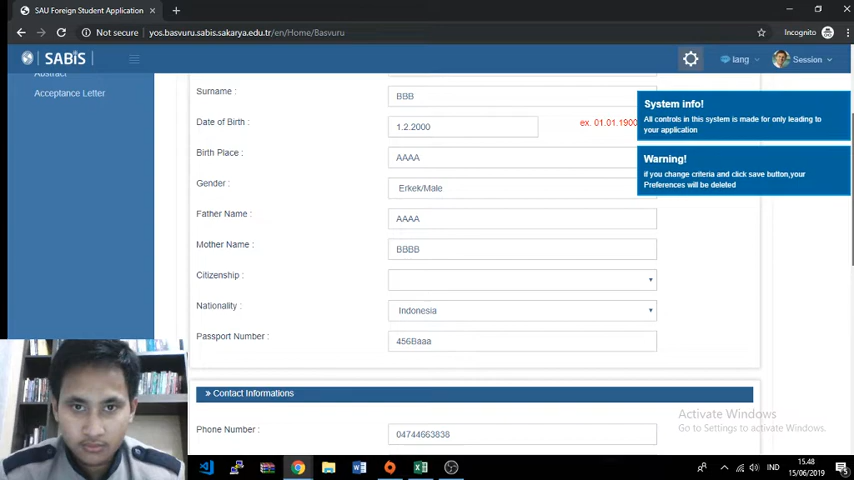 SAU Foreign Student Application
Not secure
yos.basvuru.sabis.sakarya.edu.tr/en/Home/Basvuru
Incognito
SABİS
lang
Session
Abstract
Acceptance Letter
System info!
All controls in this system is made for only leading to
your application
Warning!
if you change criteria and click save button,your
Preferences will be deleted
Surname :
BBB
Date of Birth :
1.2.2000
ex. 01.01.1900
Birth Place :
AAAA
Gender :
Erkek/Male
Father Name :
AAAA
Mother Name :
BBBB
Citizenship :
Nationality :
Indonesia
Passport Number :
456Baaa
» Contact Informations
Phone Number :
04744663838
Activate Windows
Go to Settings to activate Windows.
IND
15.48
15/06/2019